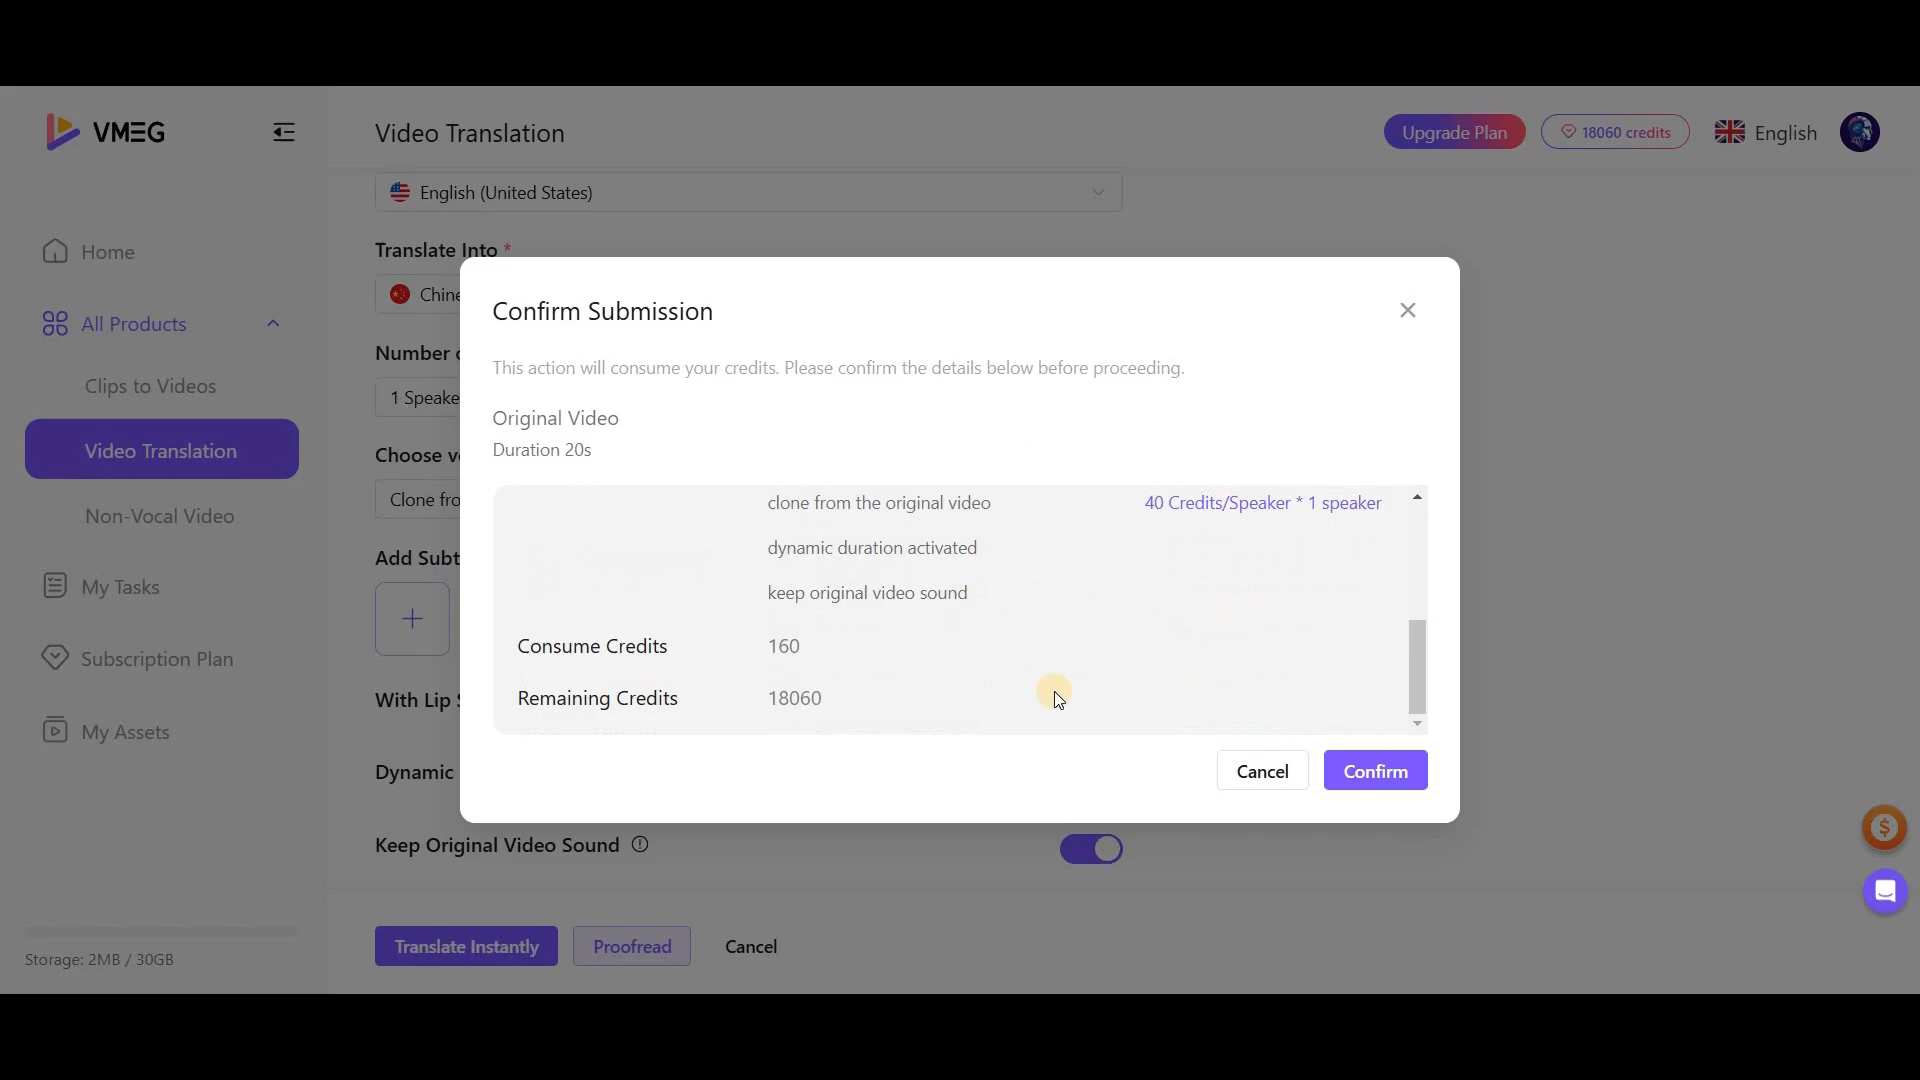 VMEG
Video Translation
Upgrade Plan
18060 credits
English
English (United States)
Home
Translate Into *
Chine
All Products
Number o
Clips to Videos
1 Speake
Video Translation
Choose v
Clone fro
Non-Vocal Video
Add Subt
My Tasks
Subscription Plan
With Lip S
My Assets
Dynamic
Keep Original Video Sound
Translate Instantly
Proofread
Cancel
Storage: 2MB / 30GB
Confirm Submission
This action will consume your credits. Please confirm the details below before proceeding.
Original Video
Duration 20s
clone from the original video
40 Credits/Speaker * 1 speaker
dynamic duration activated
keep original video sound
Consume Credits
160
Remaining Credits
18060
Cancel
Confirm